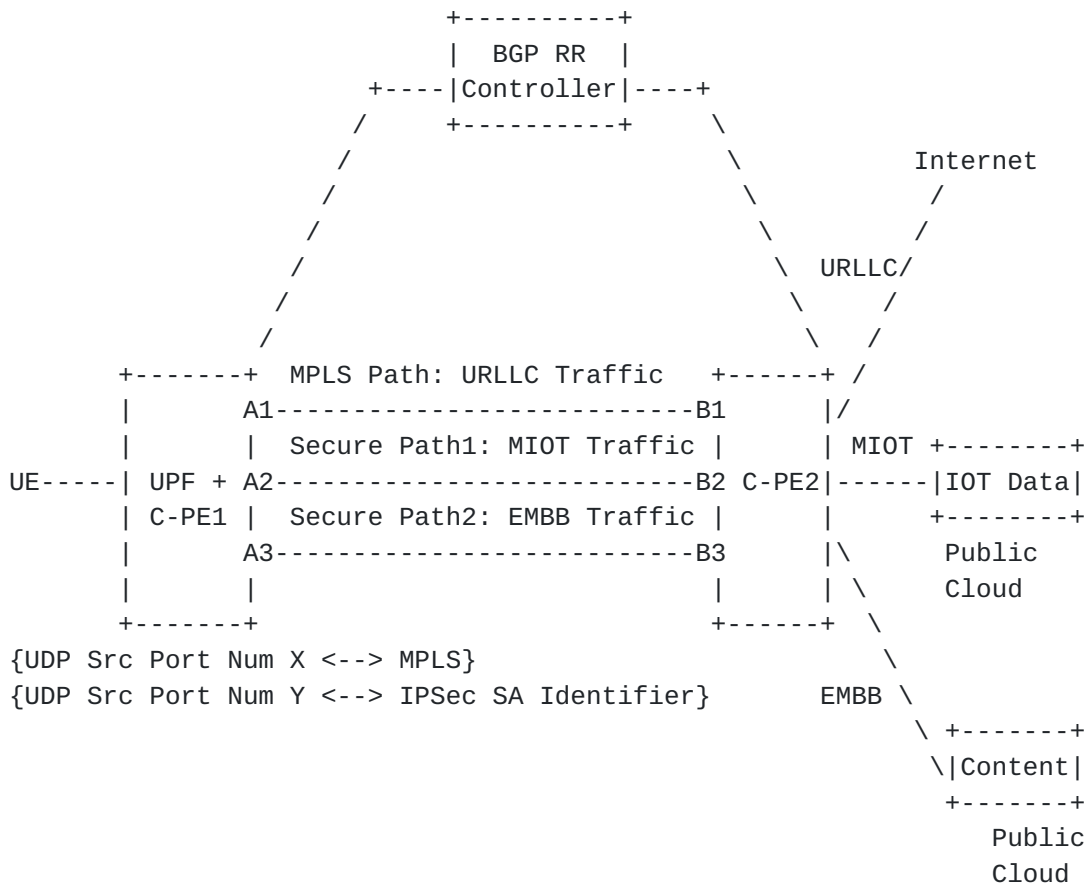 BGP RR
Controller
Internet
URLLC
MPLS Path: URLLC Traffic
A1 B1
Secure Path1: MIOT Traffic MIOT
UE UPF + A2 B2 C-PE2 IOT Data
C-PE1 Secure Path2: EMBB Traffic
A3 B3 Public
Cloud
{UDP Src Port Num X <--> MPLS}
{UDP Src Port Num Y <--> IPSec SA Identifier} EMBB
Content
Public
Cloud